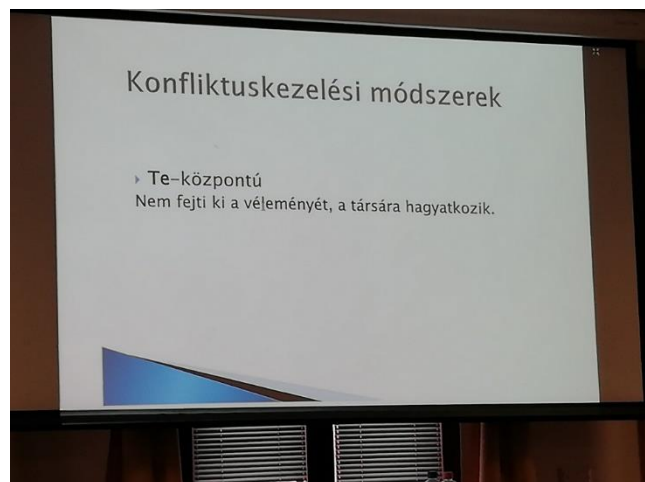 Konfliktuskezelési módszerek
Te-központú
Nem fejti ki a véleményét, a társára hagyatkozik.